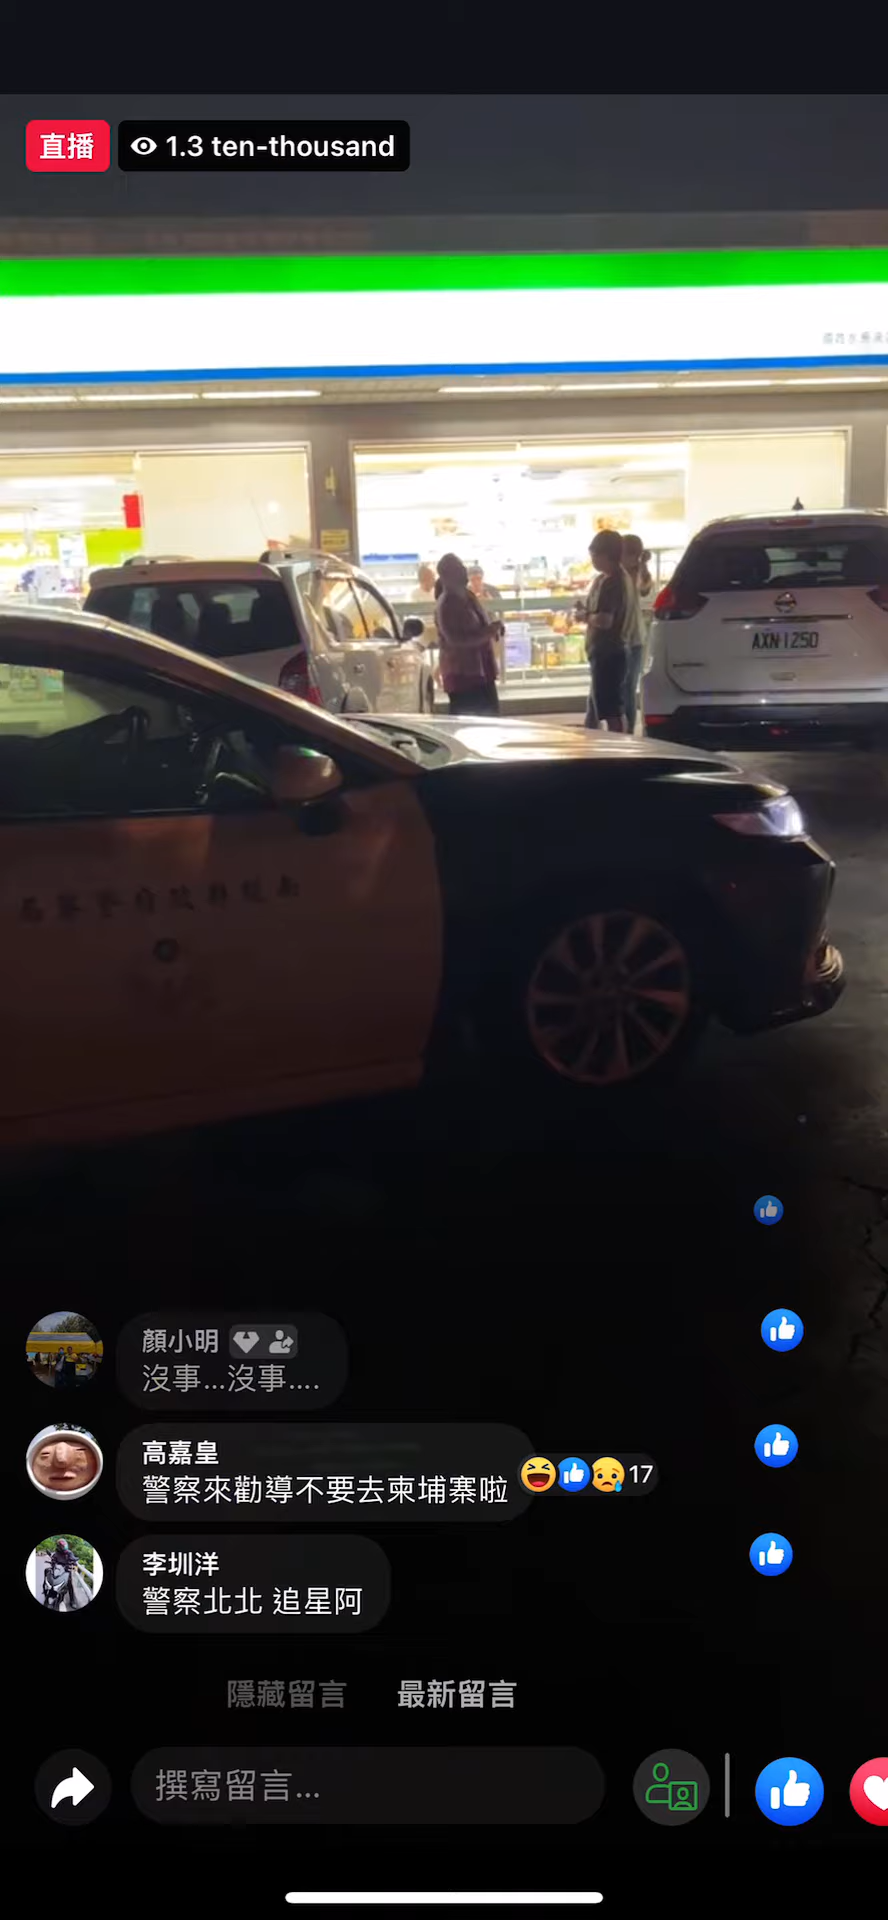 直播
1.3 ten-thousand
AXN-1250
顏小明
沒事...沒事....
高嘉皇
警察來勸導不要去柬埔寨啦
17
李圳洋
警察北北 追星阿
隱藏留言
最新留言
撰寫留言...